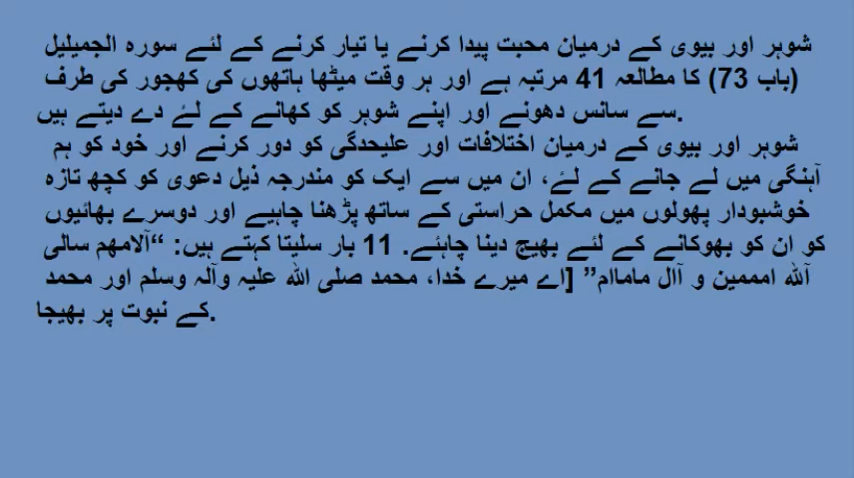 شوہر اور بیوی کے درمیان محبت پیدا کرنے یا تیار کرنے کے لئے سورہ الجمیلیل
(باب 73) کا مطالعہ 41 مرتبہ ہے اور ہر وقت میٹھا ہاتھوں کی کھجور کی طرف
سے سانس دھونے اور اپنے شوہر کو کھانے کے لئے دے دیتے ہیں.
شوہر اور بیوی کے درمیان اختلافات اور علیحدگی کو دور کرنے اور خود کو ہم
آہنگی میں لے جانے کے لئے، ان میں سے ایک کو مندرجہ ذیل دعوی کو کچھ تازہ
خوشبودار پھولوں میں مکمل حراستی کے ساتھ پڑھنا چاہیے اور دوسرے بھائیوں
کو ان کو بھوکانے کے لئے بھیج دینا چاہئے. 11 بار سلیتا کہتے ہیں: “آلامھم سالی
آللہ امممین و آال ماماام” [اے میرے خدا، محمد صلی اللہ علیہ وآلہ وسلم اور محمد
کے نبوت پر بھیجا.